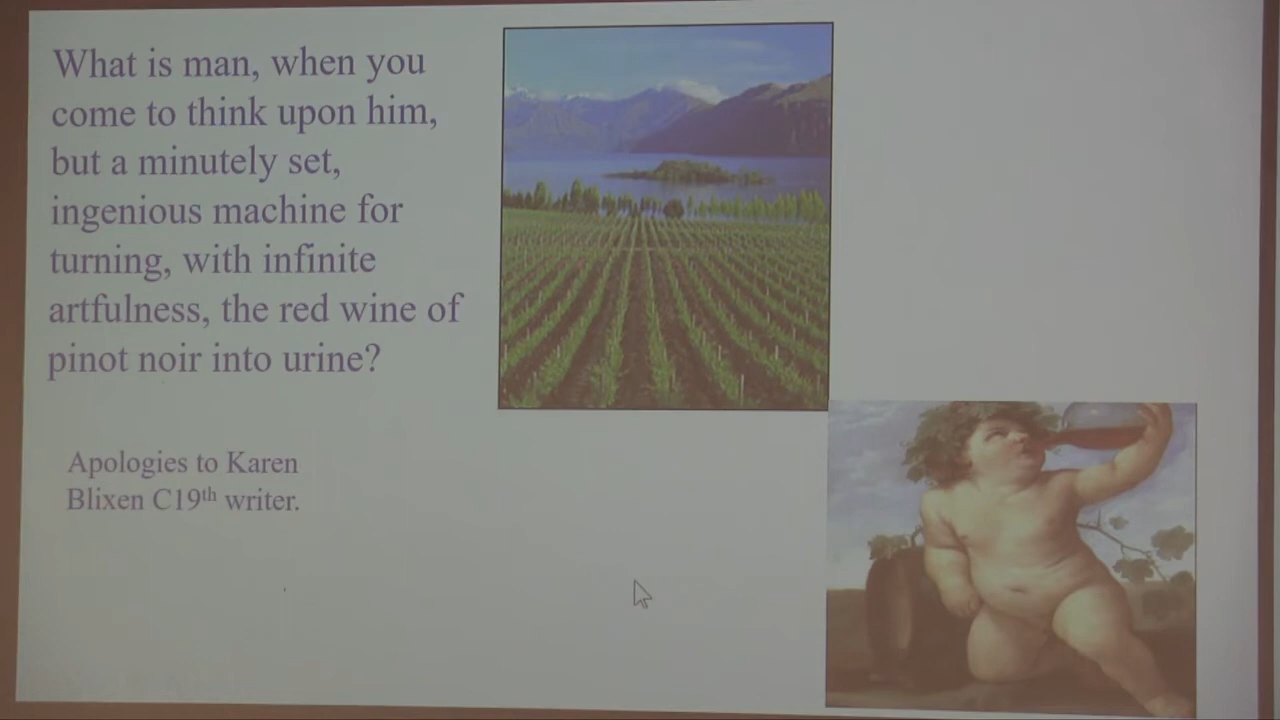 What is man, when you
come to think upon him,
but a minutely set,
ingenious machine for
turning, with infinite
artfulness, the red wine of
pinot noir into urine?
Apologies to Karen
Blixen C19th writer.